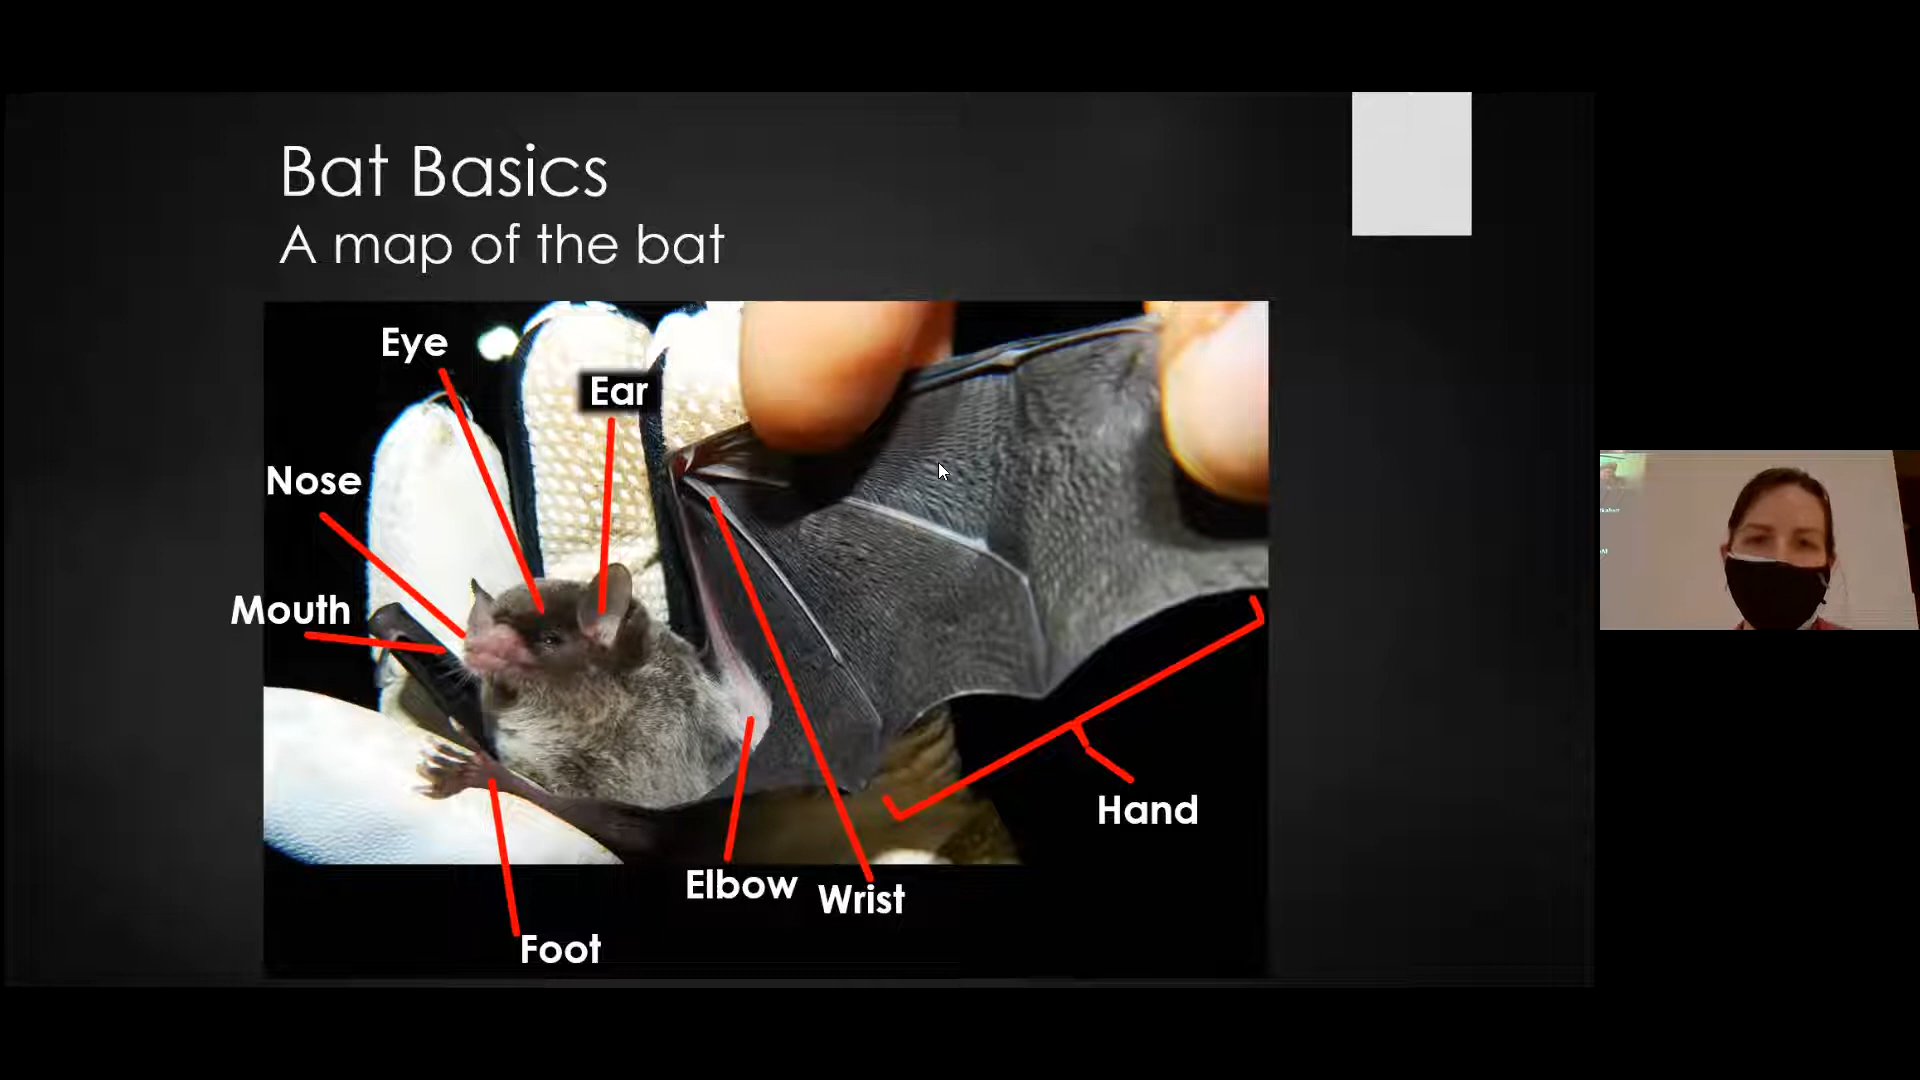 Bat Basics
A map of the bat
Eye
Ear
Nose
Mouth
Hand
Elbow
Wrist
Foot